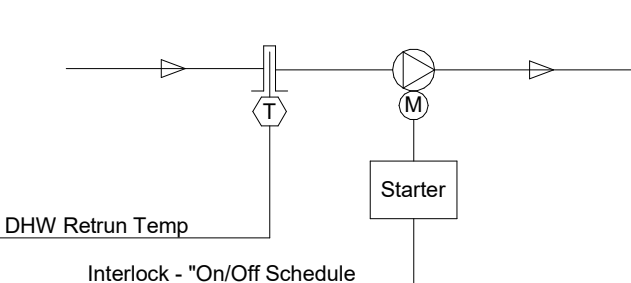 T
M
Starter
DHW Retrun Temp
Interlock - "On/Off Schedule